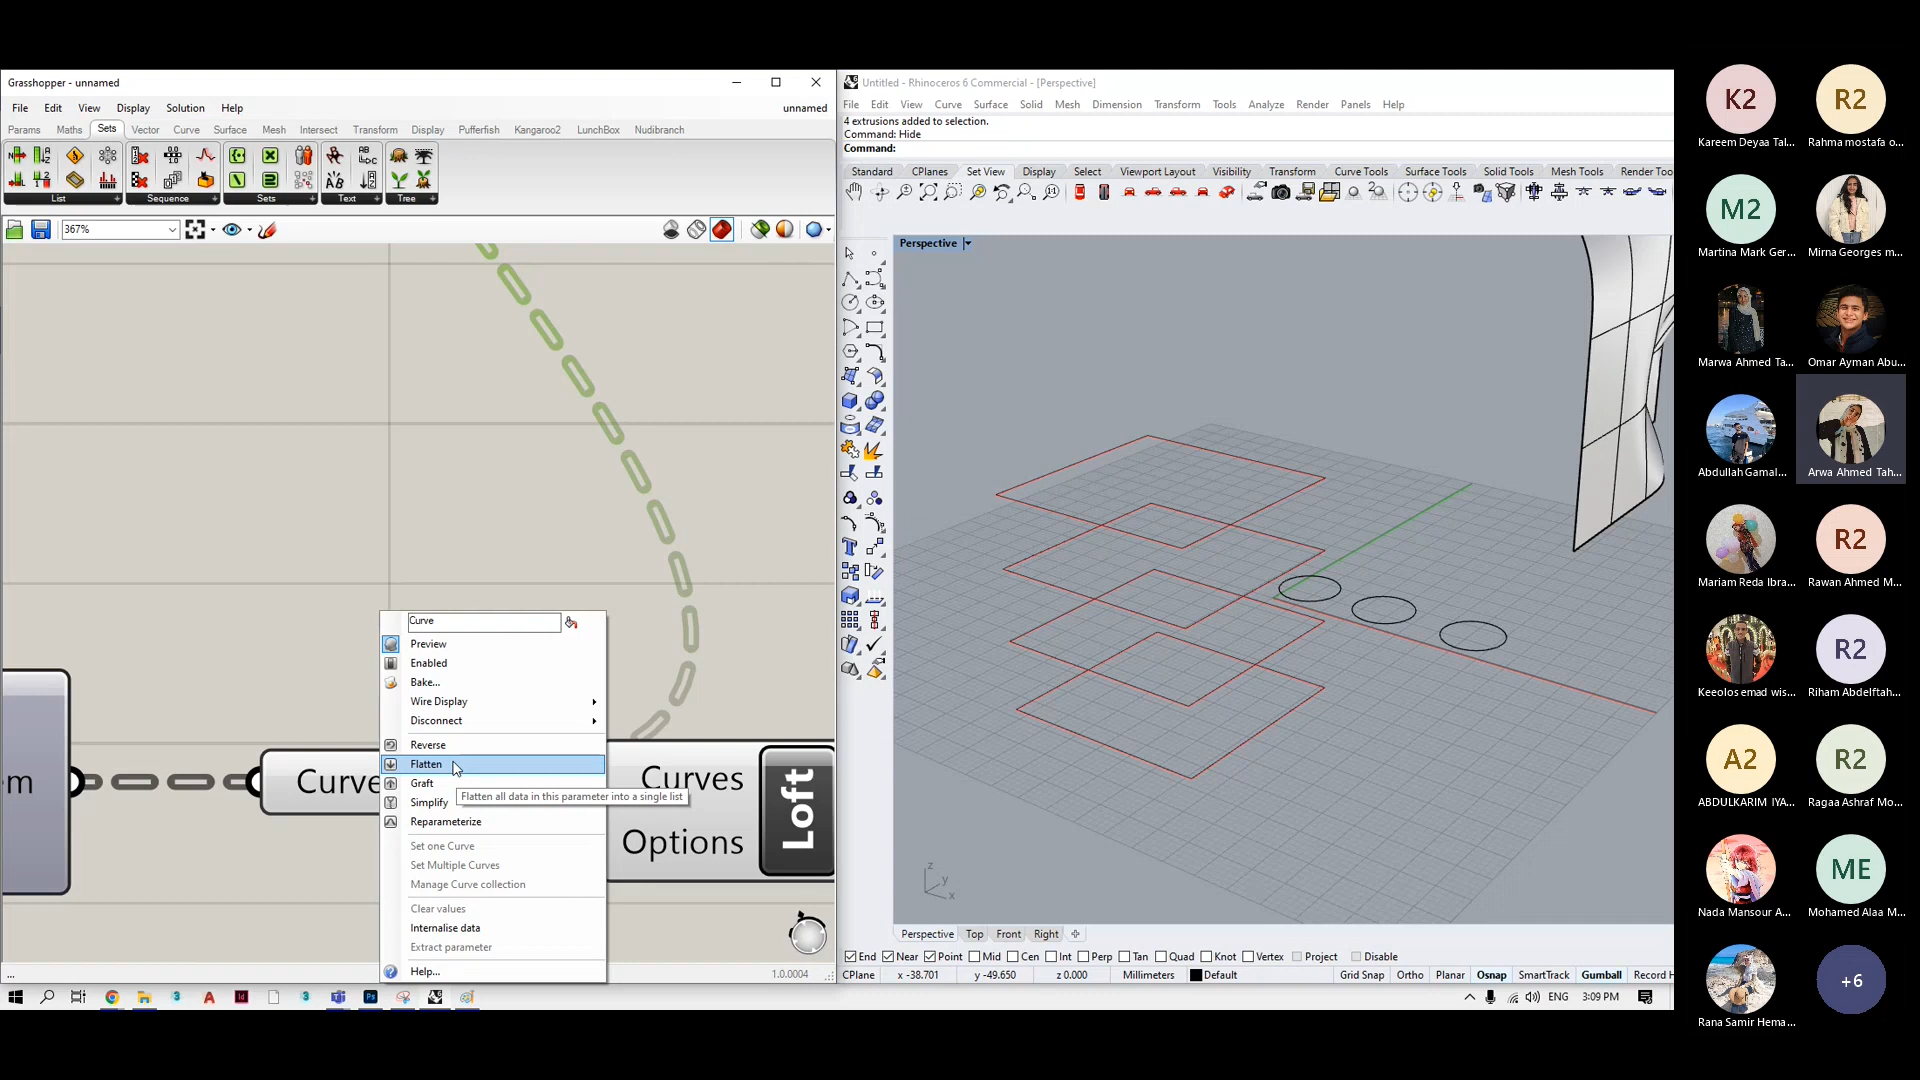 Grasshopper - unnamed
File Edit View Display Solution Help
unnamed
Params Maths Sets Vector Curve Surface Mesh Intersect Transform Display Pufferfish Kangaroo2 LunchBox Nudibranch
List Sequence Sets Text Tree
367%
m
Curve
Curve
Preview
Enabled
Bake...
Wire Display
Disconnect
Reverse
Flatten
Graft
Simplify
Flatten all data in this parameter into a single list
Reparameterize
Set one Curve
Set Multiple Curves
Manage Curve collection
Clear values
Internalise data
Extract parameter
Help...
Curves
Options
Loft
...
1.0.0004
Untitled - Rhinoceros 6 Commercial - [Perspective]
File Edit View Curve Surface Solid Mesh Dimension Transform Tools Analyze Render Panels Help
4 extrusions added to selection.
Command: Hide
Command:
Standard CPlanes Set View Display Select Viewport Layout Visibility Transform Curve Tools Surface Tools Solid Tools Mesh Tools Render Too
Perspective
z
y
x
Perspective Top Front Right
End Near Point Mid Cen Int Perp Tan Quad Knot Vertex Project Disable
CPlane x -38.701 y -49.650 z 0.000 Millimeters Default Grid Snap Ortho Planar Osnap SmartTrack Gumball Record H
ENG 3:09 PM
K2 R2
Kareem Deyaa Tal... Rahma mostafa o...
M2
Martina Mark Ger... Mirna Georges m...
Marwa Ahmed Ta... Omar Ayman Abu...
Abdullah Gamal... Arwa Ahmed Tah...
R2
Mariam Reda Ibra... Rawan Ahmed M...
R2
Keeolos emad wis... Riham Abdelftah...
A2 R2
ABDULKARIM IYA... Ragaa Ashraf Mo...
ME
Nada Mansour A... Mohamed Alaa M...
+6
Rana Samir Hema...